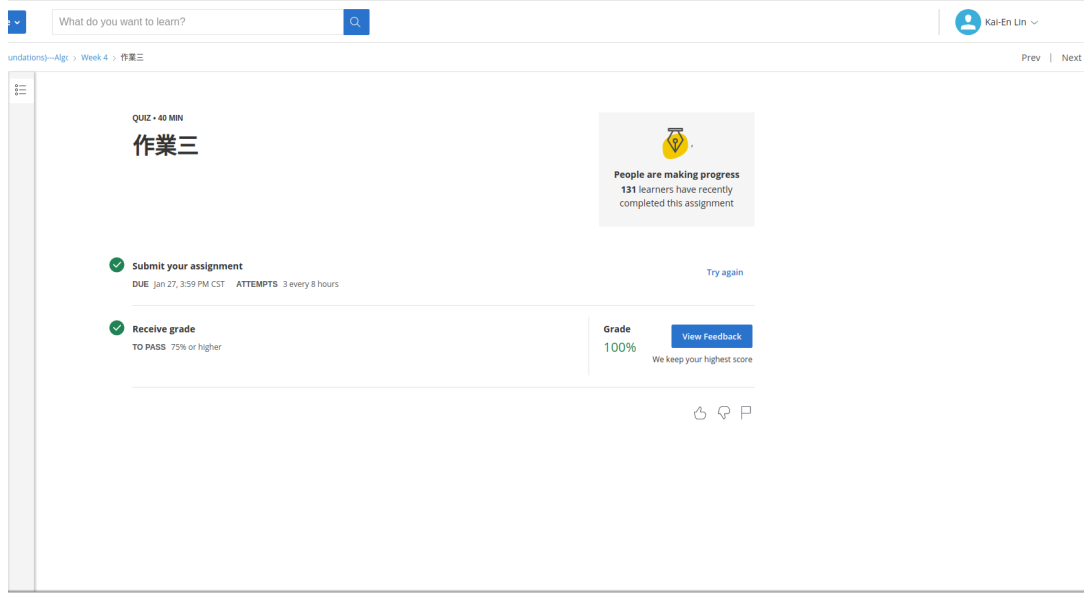 What do you want to learn?
Kai-En Lin
undations)---Alg > Week 4 > 作業三
Prev | Next
QUIZ • 40 MIN
作業三
People are making progress
131 learners have recently
completed this assignment
Submit your assignment
Try again
DUE Jan 27, 3:59 PM CST ATTEMPTS 3 every 8 hours
Receive grade
TO PASS 75% or higher
Grade
100%
View Feedback
We keep your highest score